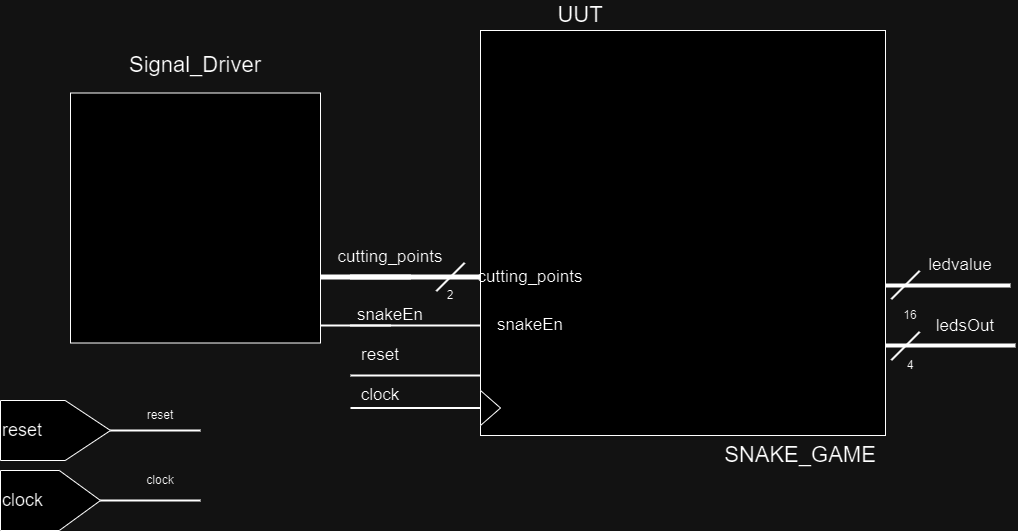 UUT
Signal_Driver
cutting_points
2
cutting_points
snakeEn
snakeEn
reset
clock
ledvalue
16
ledsOut
4
SNAKE_GAME
reset
reset
clock
clock